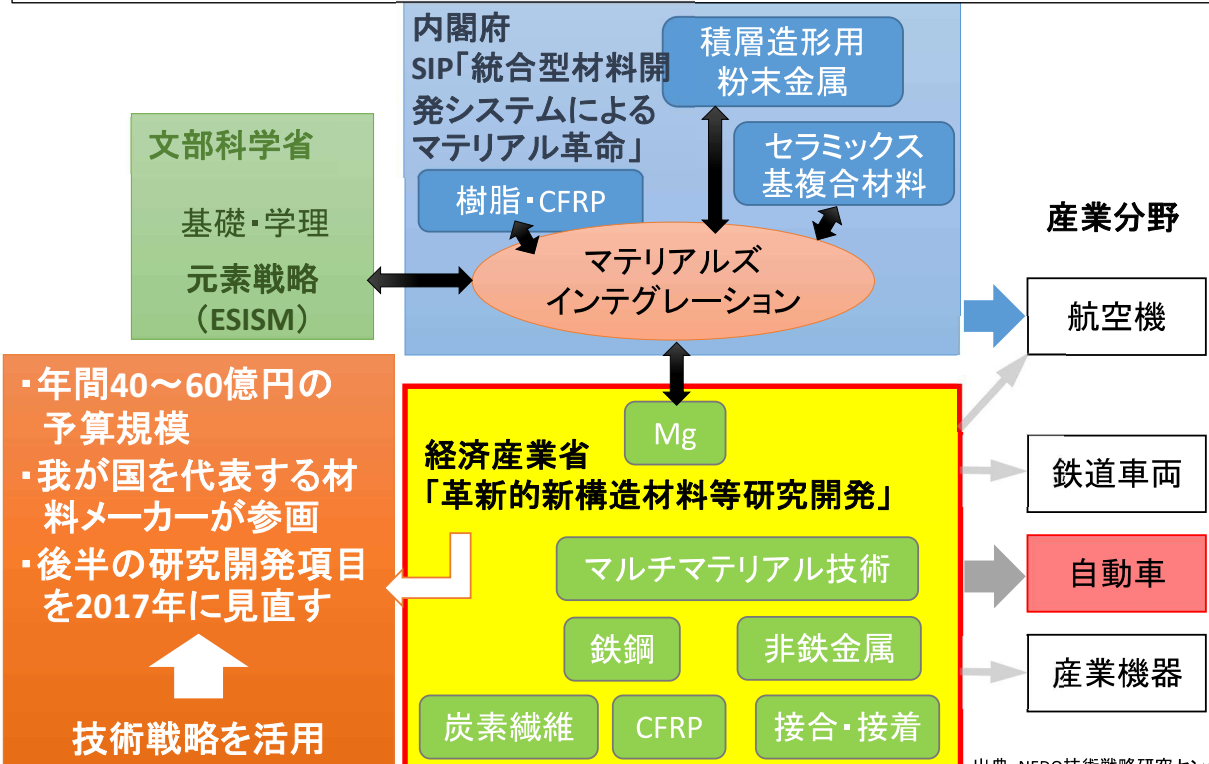 内閣府
SIP「統合型材料開
発システムによる
マテリアル革命」
積層造形用
粉末金属
セラミックス
基複合材料
樹脂・CFRP
マテリアルズ
インテグレーション
文部科学省
基礎・学理
元素戦略
（ESISM）
産業分野
航空機
鉄道車両
自動車
産業機器
・年間40～60億円の
予算規模
・我が国を代表する材
料メーカーが参画
・後半の研究開発項目
を2017年に見直す
技術戦略を活用
Mg
経済産業省
「革新的新構造材料等研究開発」
マルチマテリアル技術
鉄鋼
非鉄金属
炭素繊維
CFRP
接合・接着